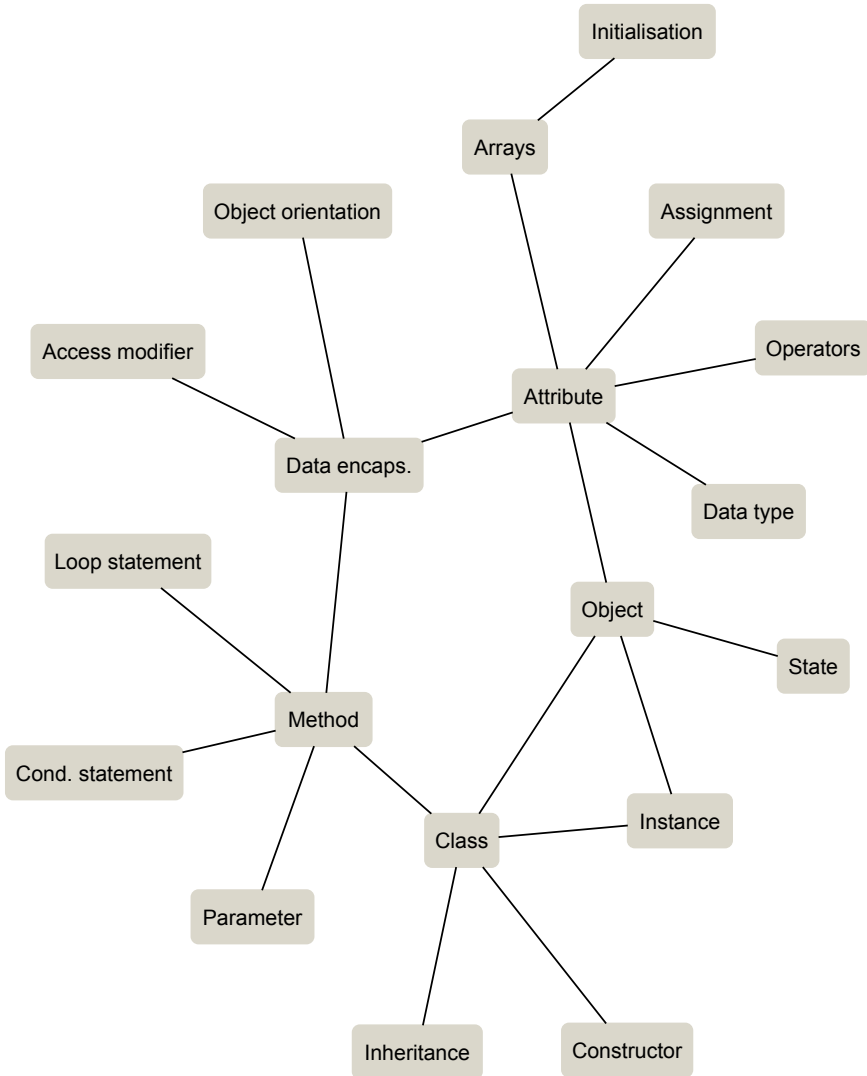 Initialisation
Arrays
Object orientation
Assignment
Access modifier
Operators
Attribute
Data encaps.
Data type
Loop statement
Object
State
Method
Cond. statement
Instance
Class
Parameter
Inheritance
Constructor